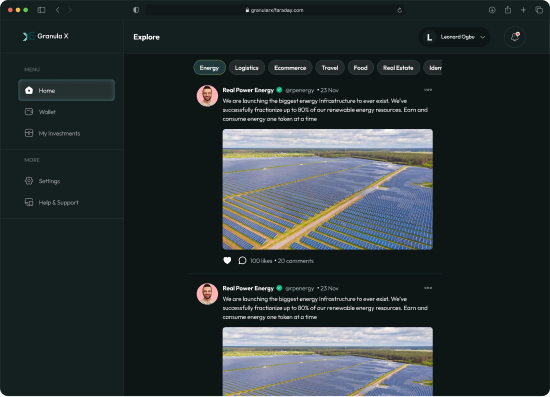 granularx/faraday.com
Granula X
Explore
L
Leonard Ogbu
MENU
Home
Wallet
My Investments
MORE
Settings
Help & Support
Energy
Logistics
Ecommerce
Travel
Food
Real Estate
Iden
Real Power Energy @rpenergy • 23 Nov
We are launching the biggest energy Infrastructure to ever exist. We've
successfully fractionize up to 80% of our renewable energy resources. Earn and
consume energy one token at a time
100 likes • 20 comments
Real Power Energy @rpenergy • 23 Nov
We are launching the biggest energy Infrastructure to ever exist. We've
successfully fractionize up to 80% of our renewable energy resources. Earn and
consume energy one token at a time